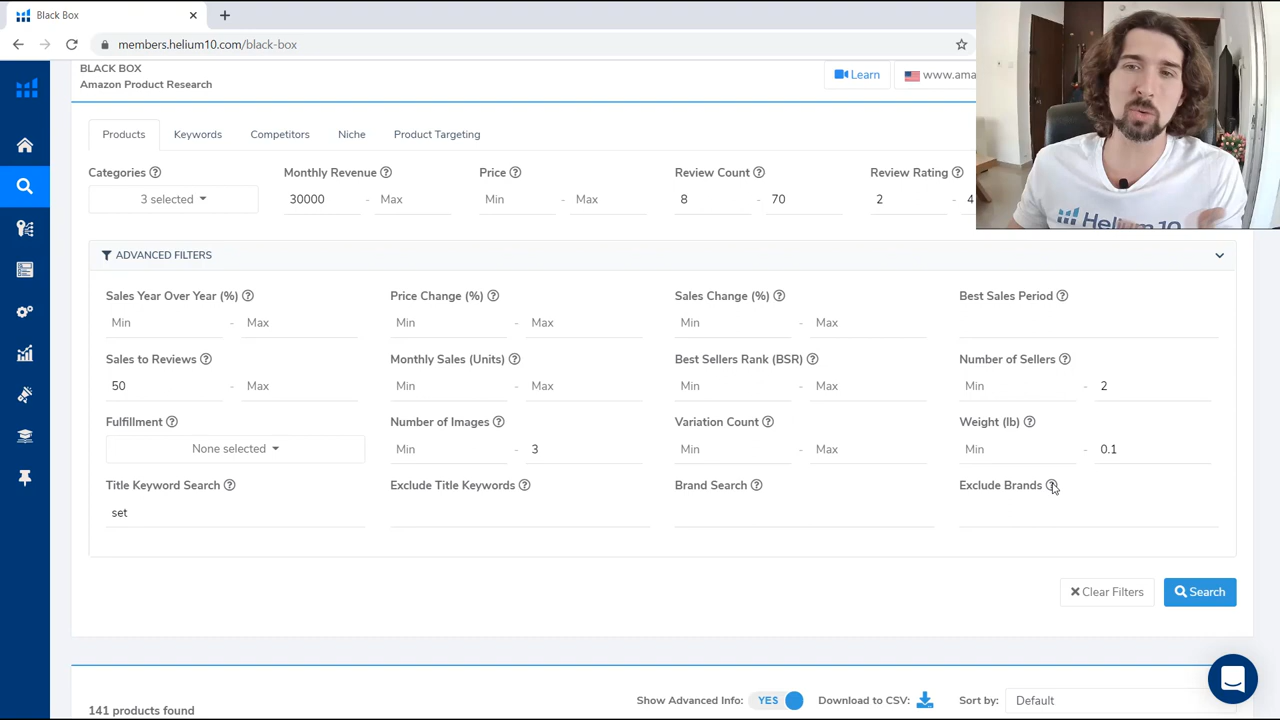 Black Box
members.helium10.com/black-box
BLACK BOX
Amazon Product Research
Learn
www.ama
Products Keywords Competitors Niche Product Targeting
Categories Monthly Revenue Price Review Count Review Rating
3 selected 30000 - Max Min - Max 8 - 70 2 - 4
ADVANCED FILTERS
Sales Year Over Year (%) Price Change (%) Sales Change (%) Best Sales Period
Min - Max Min - Max Min - Max
Sales to Reviews Monthly Sales (Units) Best Sellers Rank (BSR) Number of Sellers
50 - Max Min - Max Min - Max Min - 2
Fulfillment Number of Images Variation Count Weight (lb)
None selected Min - 3 Min - Max Min - 0.1
Title Keyword Search Exclude Title Keywords Brand Search Exclude Brands
set
Clear Filters Search
Show Advanced Info: YES Download to CSV: Sort by: Default
141 products found
Helium 10